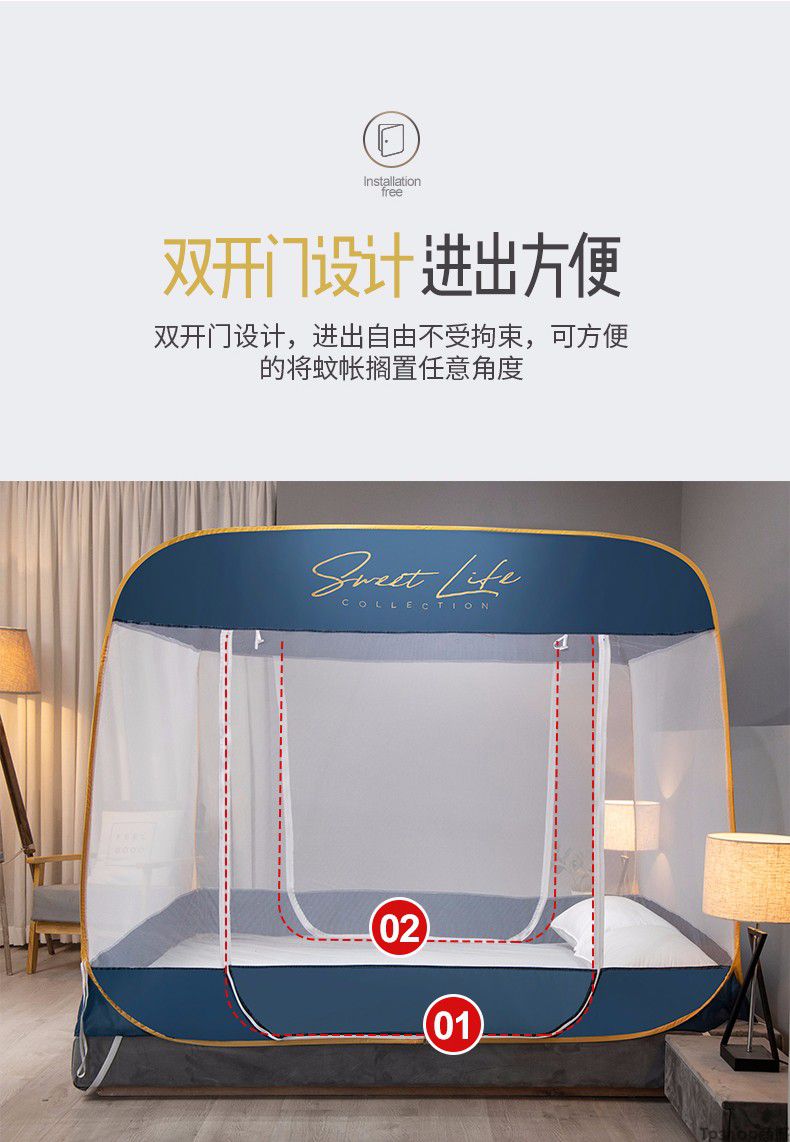 Installation
free
双开门设计 进出方便
双开门设计，进出自由不受拘束，可方便
的将蚊帐搁置任意角度
Sweet Life
COLLECTION
02
01